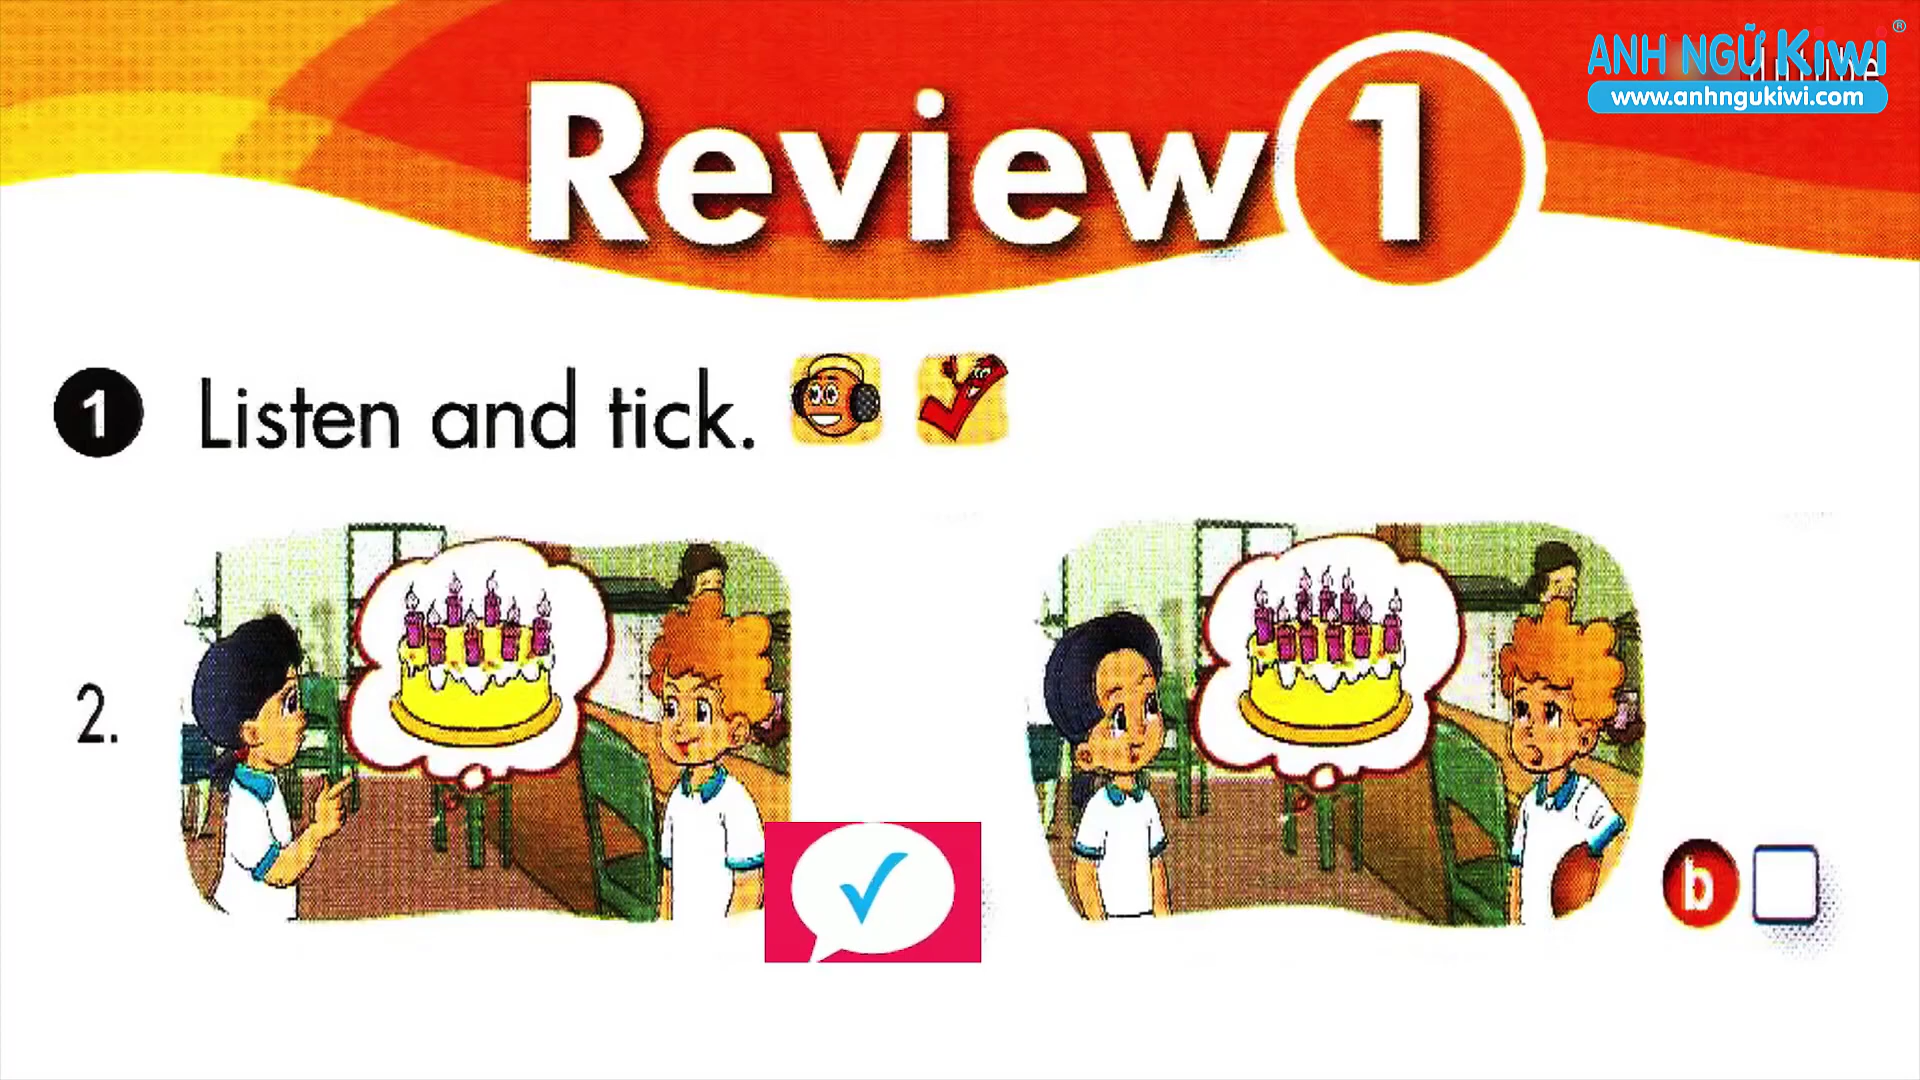 ANH NGỮ KIWI ®
www.anhngukiwi.com
Review 1
1 Listen and tick.
2.
b